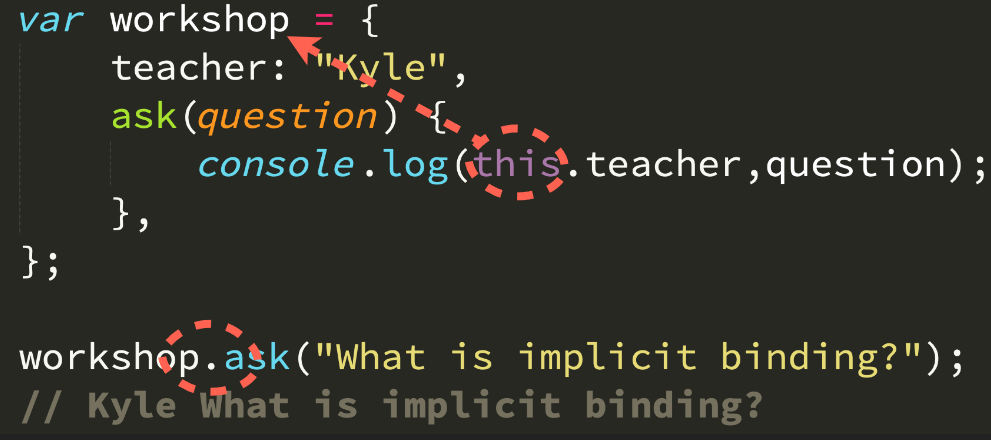 var workshop = {
    teacher: "Kyle",
    ask(question) {
        console.log(this.teacher,question);
    },
};

workshop.ask("What is implicit binding?");
// Kyle What is implicit binding?